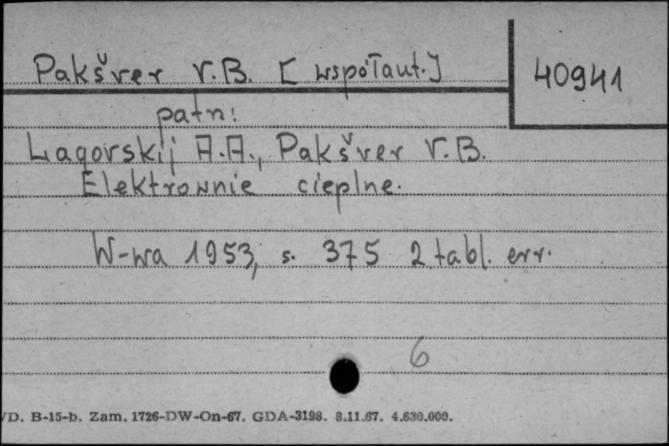 Pakšver V.B. [współaut.]
40941
patrz:
Lagorskij A.A., Pakšver V.B.
Elektrownie cieplne.
W-wa 1953, s. 375 2 tabl. err.
6
VD. B-15-b. Zam. 1726-DW-On-67. GDA-3198. 8.11.67. 4.630.000.